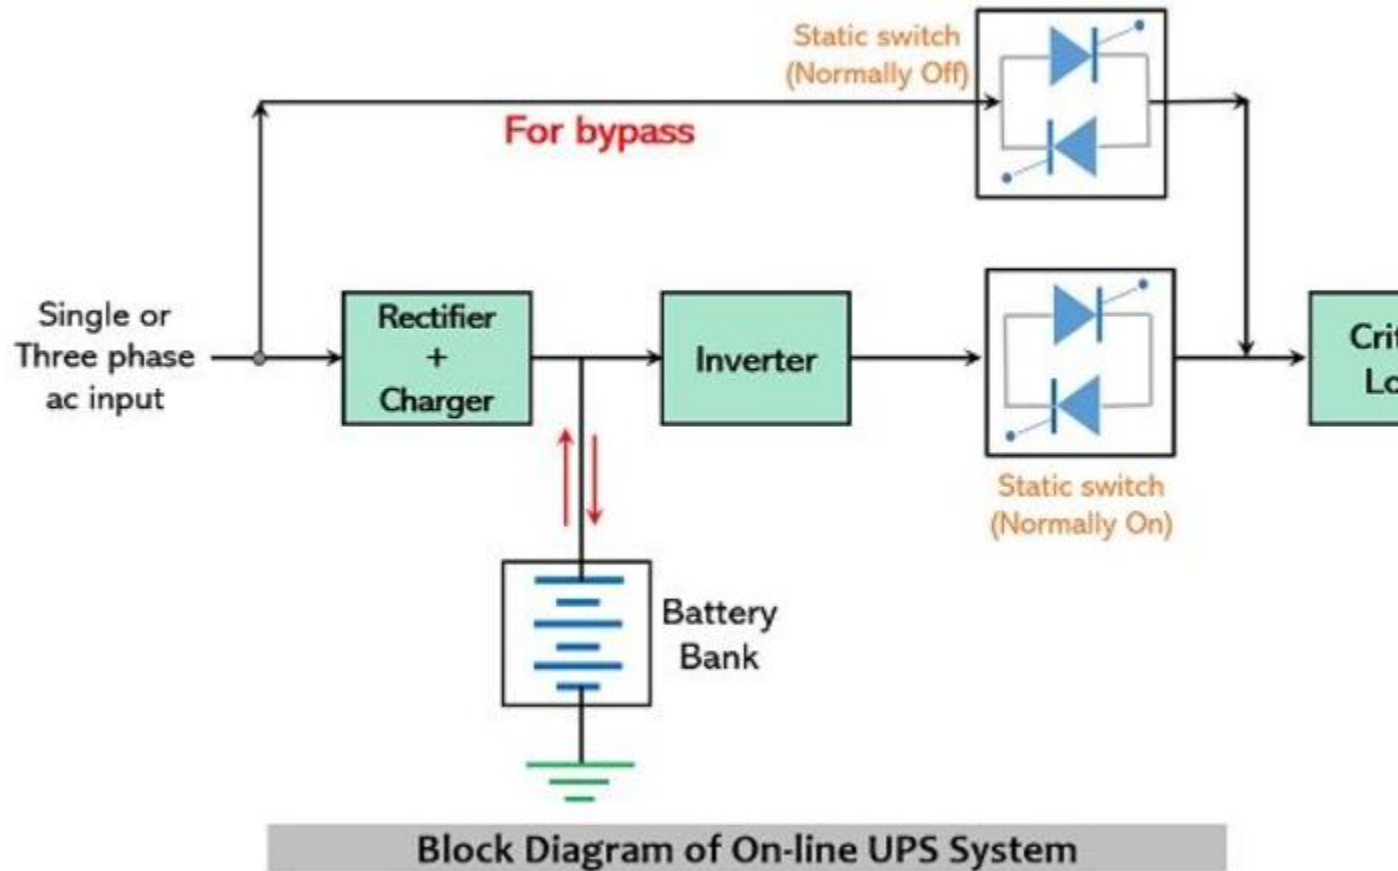 Static switch
(Normally Off)
For bypass
Single or
Three phase
ac input
Rectifier
+
Charger
Inverter
Static switch
(Normally On)
Battery
Bank
Block Diagram of On-line UPS System